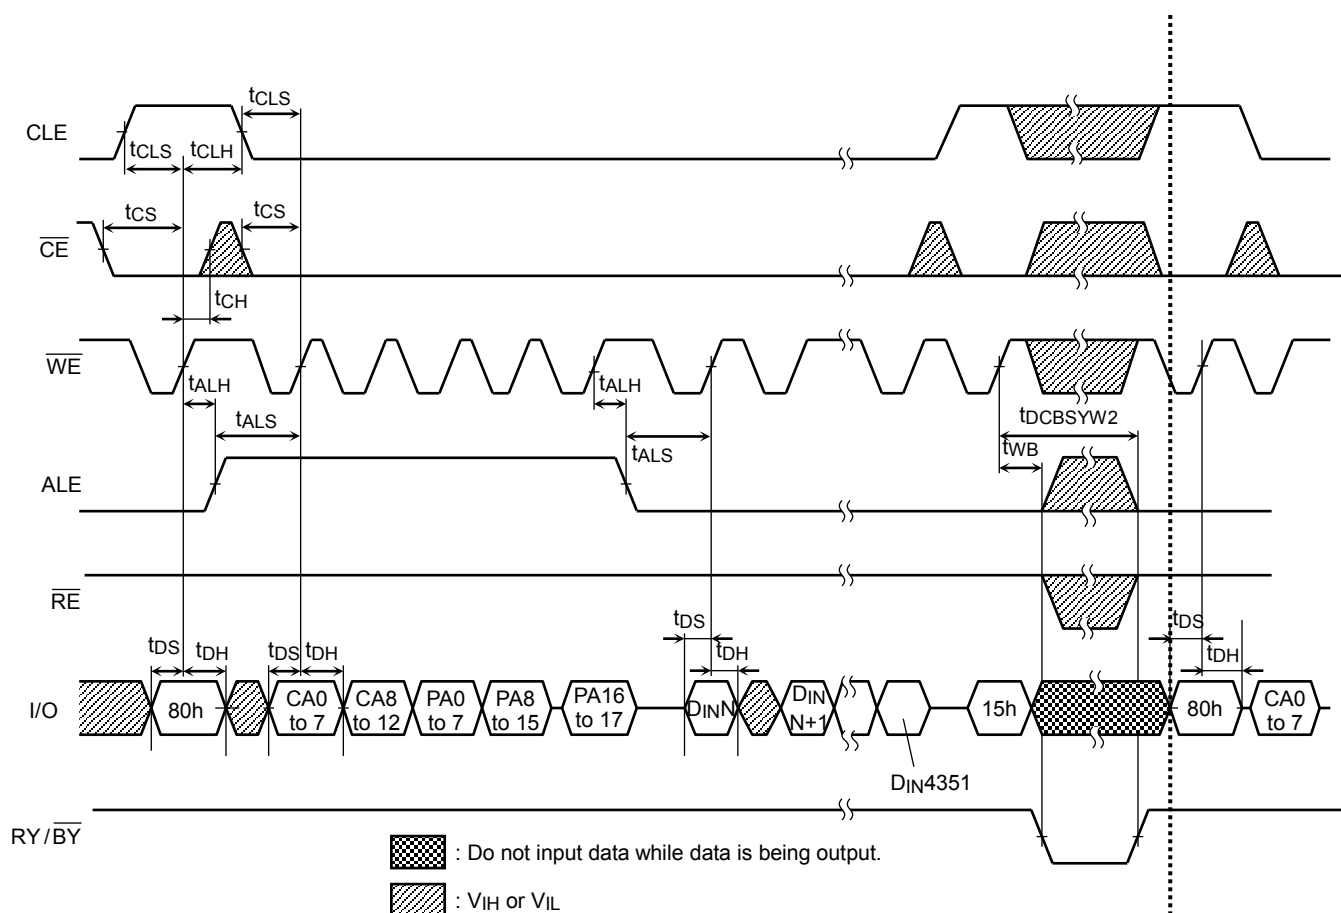 tCLS
CLE
tCLS tCLH
tCS tCS
CE
tCH
WE
tALH tALH
tALS tDCBSYW2
tALS tWB
ALE
RE
tDS tDH tDS tDH tDS tDH tDS tDH
I/O
80h
CA0
to 7
CA8
to 12
PA0
to 7
PA8
to 15
PA16
to 17
DINN
DIN
N+1
15h
80h
CA0
to 7
DIN4351
RY/BY
: Do not input data while data is being output.
: VIH or VIL